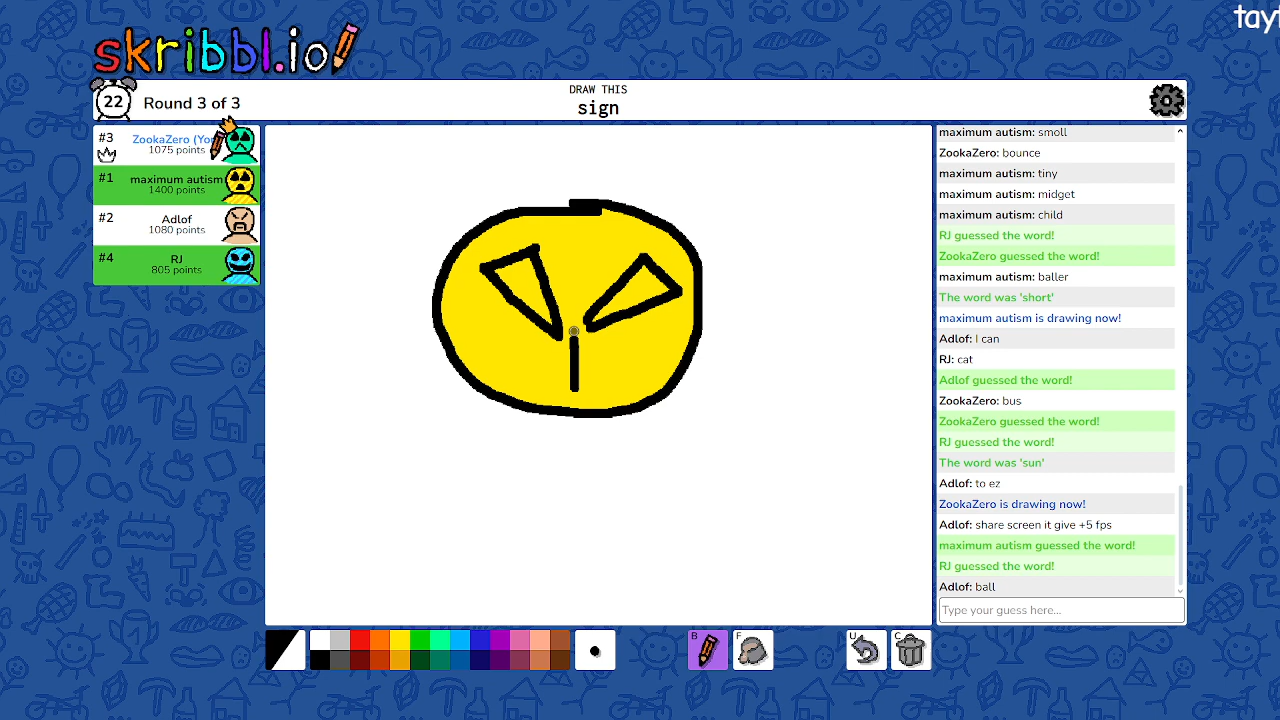 tayf
skribbl.io
22
Round 3 of 3
DRAW THIS
sign
#3
ZookaZero (You
1075 points
#1
maximum autism
1400 points
#2
Adlof
1080 points
#4
RJ
805 points
maximum autism: smoll
ZookaZero: bounce
maximum autism: tiny
maximum autism: midget
maximum autism: child
RJ guessed the word!
ZookaZero guessed the word!
maximum autism: baller
The word was 'short'
maximum autism is drawing now!
Adlof: I can
RJ: cat
Adlof guessed the word!
ZookaZero: bus
ZookaZero guessed the word!
RJ guessed the word!
The word was 'sun'
Adlof: to ez
ZookaZero is drawing now!
Adlof: share screen it give +5 fps
maximum autism guessed the word!
RJ guessed the word!
Adlof: ball
Type your guess here...
B
F
U
C